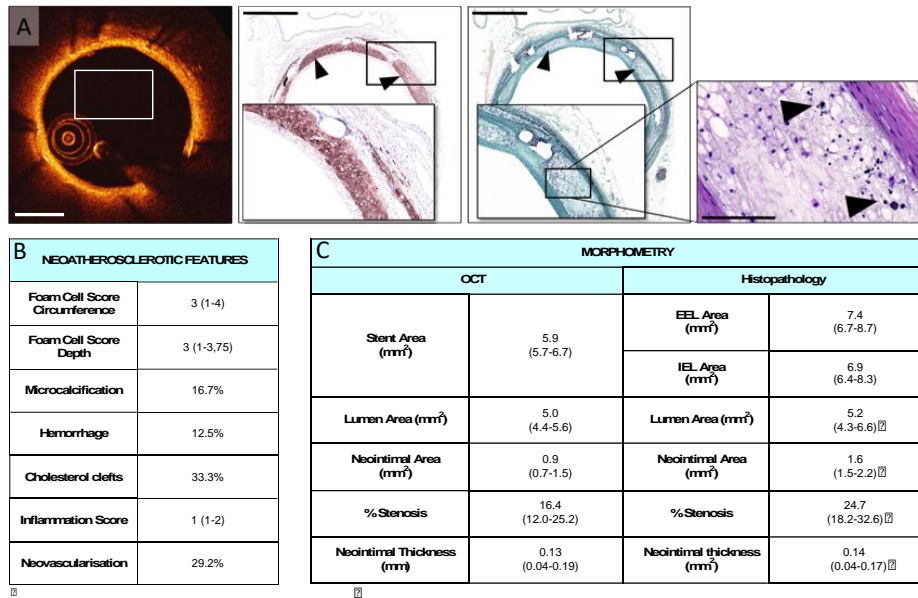 A
B
NEOATHEROSCLEROTIC FEATURES
Foam Cell Score
Circumference
3 (1-4)
Foam Cell Score
Depth
3 (1-3,75)
Microcalcification
16.7%
Hemorrhage
12.5%
Cholesterol clefts
33.3%
Inflammation Score
1 (1-2)
Neovascularisation
29.2%
C
MORPHOMETRY
OCT
Histopathology
Stent Area
(mm²)
5.9
(5.7-6.7)
EEL Area
(mm²)
7.4
(6.7-8.7)
IEL Area
(mm²)
6.9
(6.4-8.3)
Lumen Area (mm²)
5.0
(4.4-5.6)
Lumen Area (mm²)
5.2
(4.3-6.6)
Neointimal Area
(mm²)
0.9
(0.7-1.5)
Neointimal Area
(mm²)
1.6
(1.5-2.2)
% Stenosis
16.4
(12.0-25.2)
% Stenosis
24.7
(18.2-32.6)
Neointimal Thickness
(mm)
0.13
(0.04-0.19)
Neointimal thickness
(mm²)
0.14
(0.04-0.17)